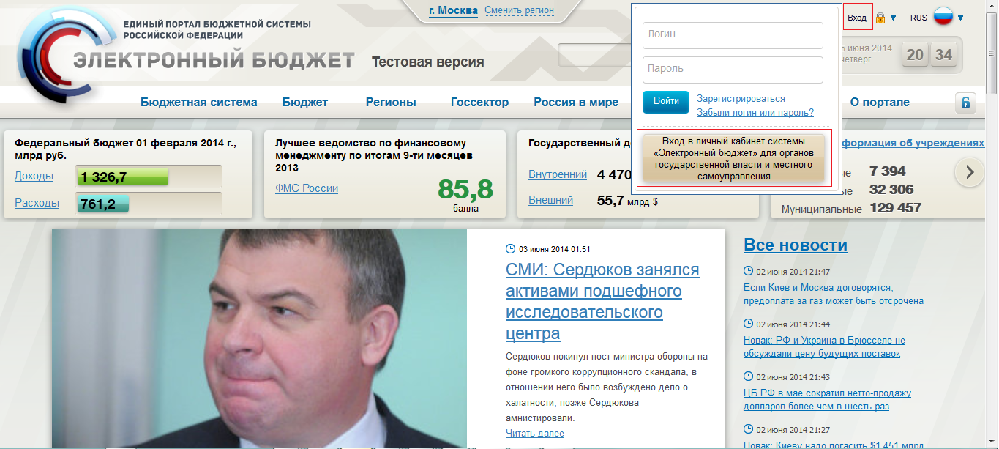 г. Москва Сменить регион
ЕДИНЫЙ ПОРТАЛ БЮДЖЕТНОЙ СИСТЕМЫ
РОССИЙСКОЙ ФЕДЕРАЦИИ
ЭЛЕКТРОННЫЙ БЮДЖЕТ
Тестовая версия
Вход
RUS
июня 2014
четверг
20 34
Логин
Пароль
Войти
Зарегистрироваться
Забыли логин или пароль?
Вход в личный кабинет системы
«Электронный бюджет» для органов
государственной власти и местного
самоуправления
Бюджетная система Бюджет Регионы Госсектор Россия в мире О портале
Федеральный бюджет 01 февраля 2014 г.,
млрд руб.
Доходы 1 326,7
Расходы 761,2
Лучшее ведомство по финансовому
менеджменту по итогам 9-ти месяцев
2013
ФМС России
85,8
балла
Государственный д
Внутренний 4 470
Внешний 55,7 млрд $
формация об учреждениях
ые 7 394
ые 32 306
Муниципальные 129 457
03 июня 2014 01:51
СМИ: Сердюков занялся
активами подшефного
исследовательского
центра
Сердюков покинул пост министра обороны на
фоне громкого коррупционного скандала, в
отношении него было возбуждено дело о
халатности, позже Сердюкова
амнистировали.
Читать далее
Все новости
02 июня 2014 21:47
Если Киев и Москва договорятся,
предоплата за газ может быть отсрочена
02 июня 2014 21:44
Новак: РФ и Украина в Брюсселе не
обсуждали цену будущих поставок
02 июня 2014 21:43
ЦБ РФ в мае сократил нетто-продажу
долларов более чем в шесть раз
02 июня 2014 21:27
Новак: Киеву надо погасить $1,451 млрд